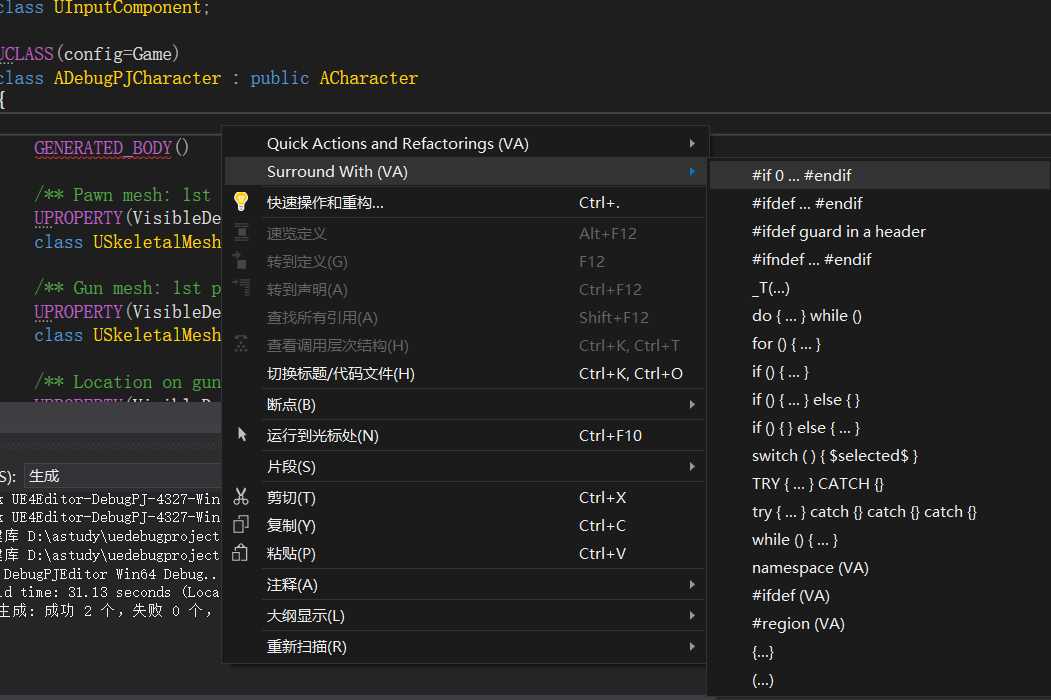 class UInputComponent;
UCLASS(config=Game)
class ADebugPJCharacter : public ACharacter
{
GENERATED_BODY()
/** Pawn mesh: 1st
UPROPERTY(VisibleDe
class USkeletalMesh
/** Gun mesh: 1st p
UPROPERTY(VisibleDe
class USkeletalMesh
/** Location on gun
S): 生成
k UE4Editor-DebugPJ-4327-Win
k UE4Editor-DebugPJ-4327-Win
库 D:\astudy\uedebugproject
库 D:\astudy\uedebugproject
DebugPJEditor Win64 Debug..
ld time: 31.13 seconds (Loca
生成: 成功 2 个，失败 0 个，
Quick Actions and Refactorings (VA)
Surround With (VA)
快速操作和重构... Ctrl+.
速览定义 Alt+F12
转到定义(G) F12
转到声明(A) Ctrl+F12
查找所有引用(A) Shift+F12
查看调用层次结构(H) Ctrl+K, Ctrl+T
切换标题/代码文件(H) Ctrl+K, Ctrl+O
断点(B)
运行到光标处(N) Ctrl+F10
片段(S)
剪切(T) Ctrl+X
复制(Y) Ctrl+C
粘贴(P) Ctrl+V
注释(A)
大纲显示(L)
重新扫描(R)
#if 0 ... #endif
#ifdef ... #endif
#ifdef guard in a header
#ifndef ... #endif
_T(...)
do { ... } while ()
for () { ... }
if () { ... }
if () { ... } else { }
if () { } else { ... }
switch ( ) { $selected$ }
TRY { ... } CATCH {}
try { ... } catch {} catch {} catch {}
while () { ... }
namespace (VA)
#ifdef (VA)
#region (VA)
{...}
(...)